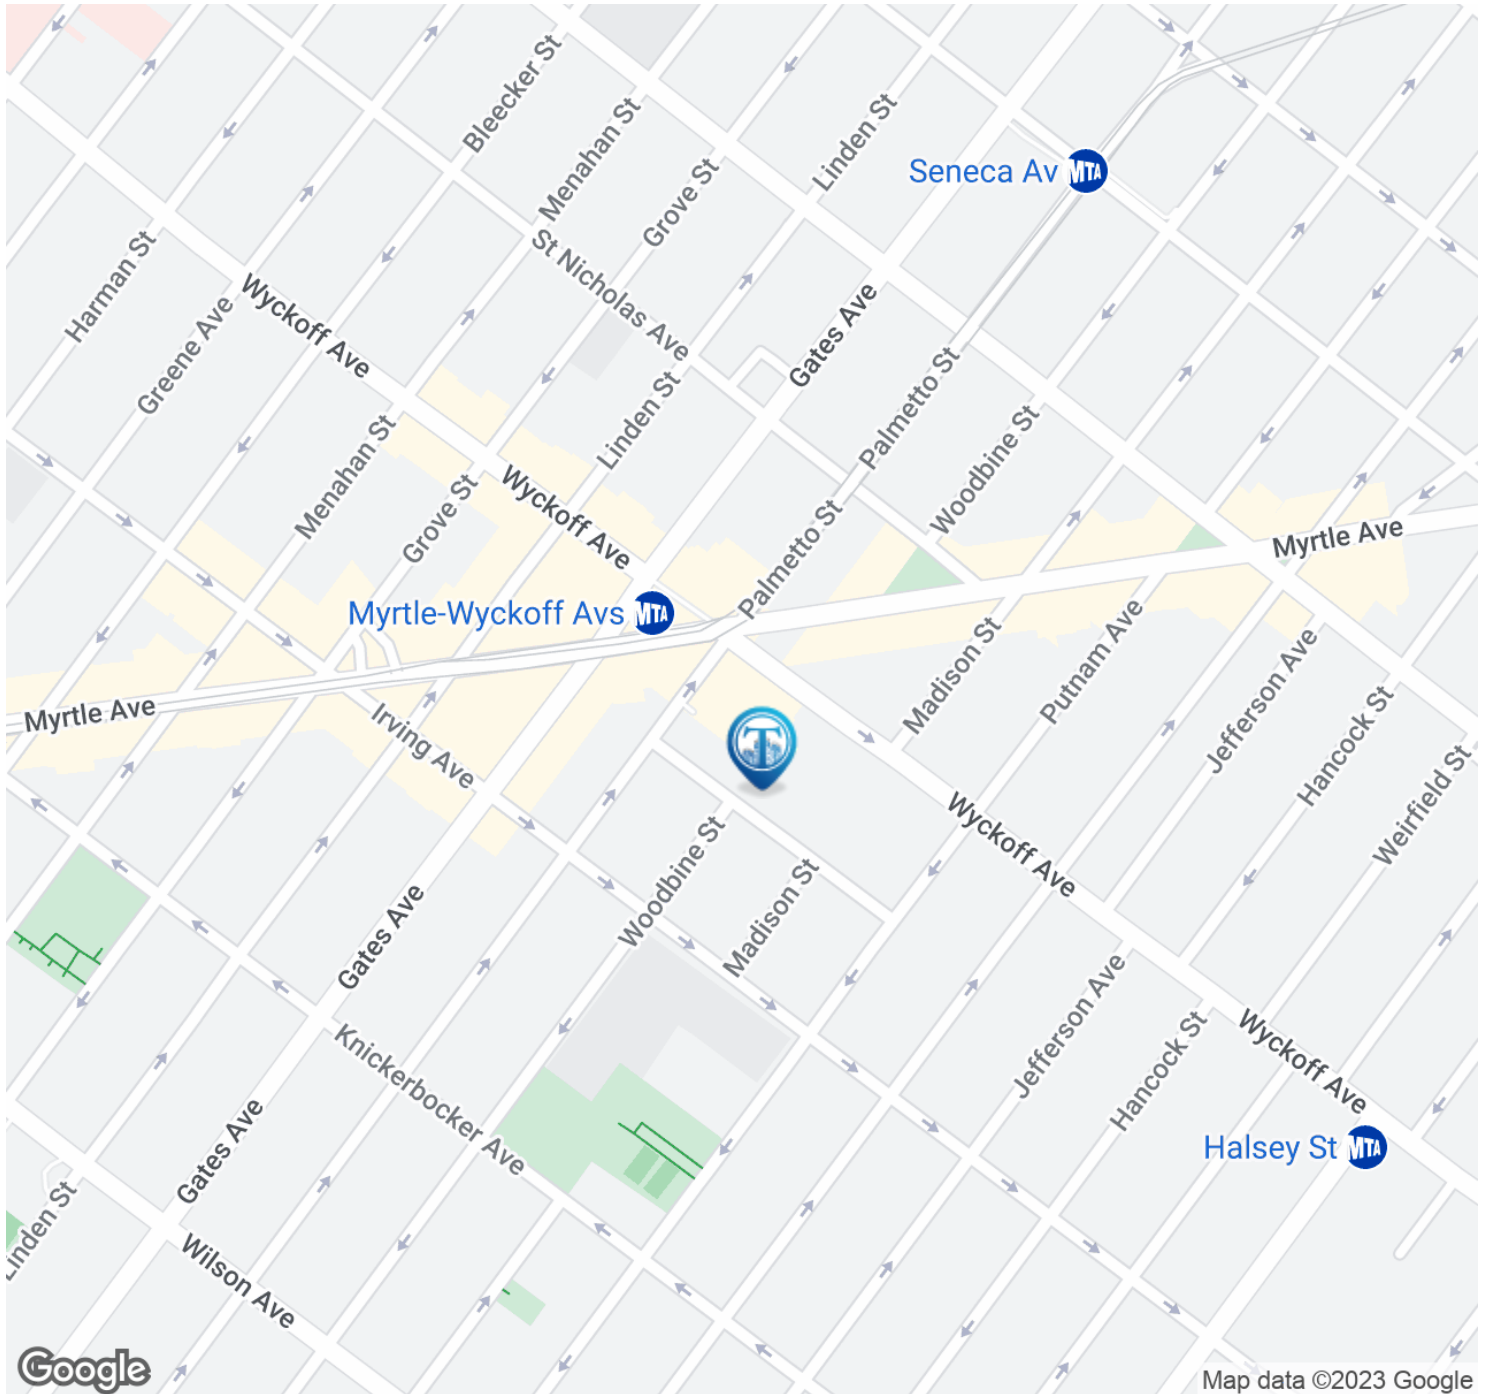 Bleecker St
Menahan St
Linden St
Seneca Av
MTA
Grove St
Harman St
St Nicholas Ave
Wyckoff Ave
Greene Ave
Gates Ave
Palmetto St
Linden St
Menahan St
Woodbine St
Grove St
Wyckoff Ave
Palmetto St
Myrtle Ave
Myrtle-Wyckoff Avs
MTA
Madison St
Putnam Ave
Jefferson Ave
Myrtle Ave
Irving Ave
T
Hancock St
Weirfield St
Wyckoff Ave
Woodbine St
Madison St
Gates Ave
Jefferson Ave
Hancock St
Wyckoff Ave
Knickerbocker Ave
Gates Ave
Halsey St
MTA
Linden St
Wilson Ave
Google
Map data ©2023 Google